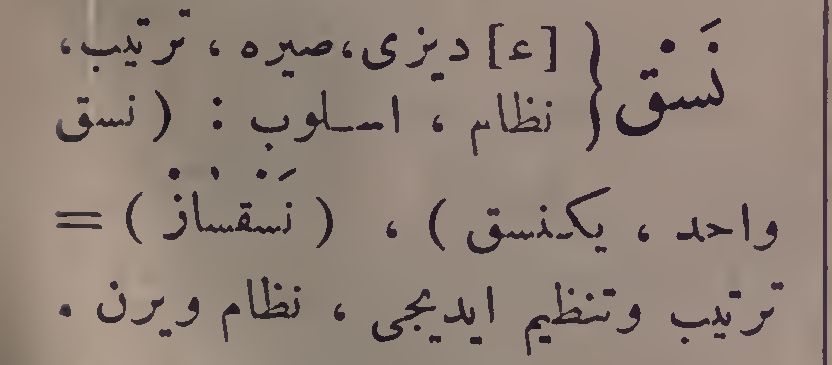 نَسْق { [ع] دیزی، صیره ، ترتیب،
نظام ، اسلوب : ( نسق
واحد ، یکنسق ) ، ( نَسْقسازْ ) =
ترتیب وتنظیم ایدیجی ، نظام ویرن .